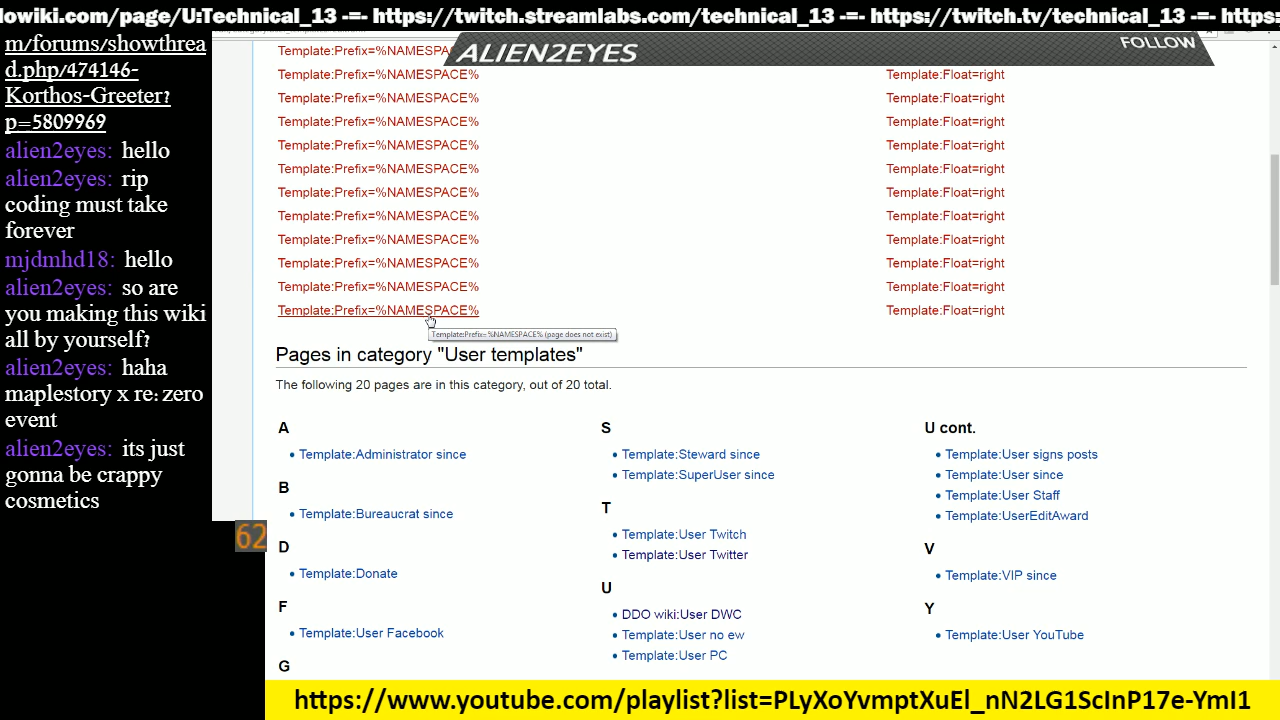 lowiki.com/page/U:Technical_13 -=- https://twitch.streamlabs.com/technical_13 -=- https://twitch.tv/technical_13 -=- https:
m/forums/showthrea
d.php/474146-
Korthos-Greeter?
p=5809969
alien2eyes: hello
alien2eyes: rip
coding must take
forever
mjdmhd18: hello
alien2eyes: so are
you making this wiki
all by yourself?
alien2eyes: haha
maplestory x re:zero
event
alien2eyes: its just
gonna be crappy
cosmetics
62
ALIEN2EYES
FOLLOW
Template:Prefix=%NAMESPA
Template:Prefix=%NAMESPACE% Template:Float=right
Template:Prefix=%NAMESPACE% Template:Float=right
Template:Prefix=%NAMESPACE% Template:Float=right
Template:Prefix=%NAMESPACE% Template:Float=right
Template:Prefix=%NAMESPACE% Template:Float=right
Template:Prefix=%NAMESPACE% Template:Float=right
Template:Prefix=%NAMESPACE% Template:Float=right
Template:Prefix=%NAMESPACE% Template:Float=right
Template:Prefix=%NAMESPACE% Template:Float=right
Template:Prefix=%NAMESPACE% Template:Float=right
Template:Prefix=%NAMESPACE% Template:Float=right
Template:Prefix=%NAMESPACE% (page does not exist)
Pages in category "User templates"
The following 20 pages are in this category, out of 20 total.
A
• Template:Administrator since
B
• Template:Bureaucrat since
D
• Template:Donate
F
• Template:User Facebook
G
S
• Template:Steward since
• Template:SuperUser since
T
• Template:User Twitch
• Template:User Twitter
U
• DDO wiki:User DWC
• Template:User no ew
• Template:User PC
U cont.
• Template:User signs posts
• Template:User since
• Template:User Staff
• Template:UserEditAward
V
• Template:VIP since
Y
• Template:User YouTube
https://www.youtube.com/playlist?list=PLyXoYvmptXuEl_nN2LG1ScInP17e-YmI1